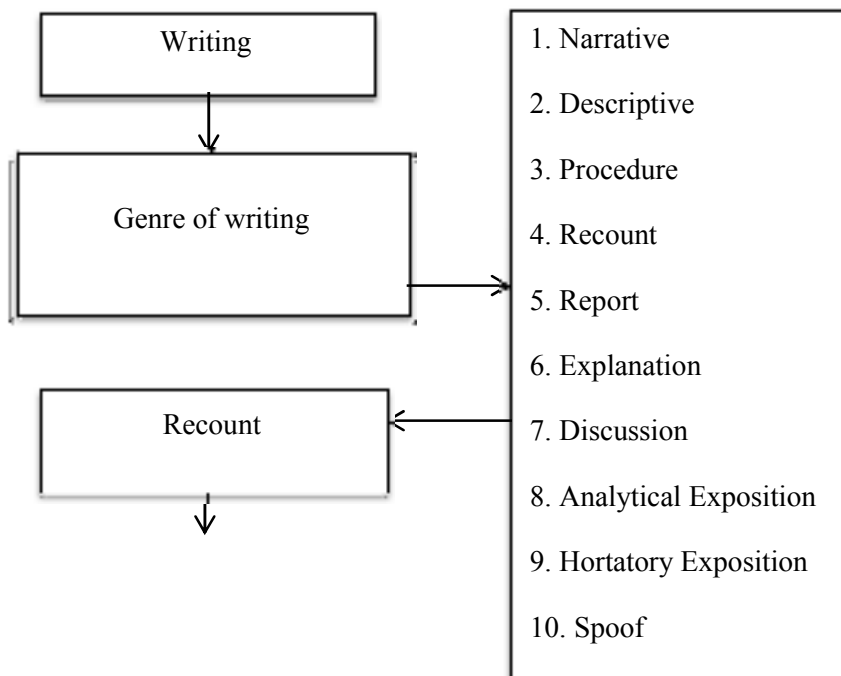 Writing
Genre of writing
1. Narrative
2. Descriptive
3. Procedure
4. Recount
5. Report
6. Explanation
7. Discussion
8. Analytical Exposition
9. Hortatory Exposition
10. Spoof
Recount